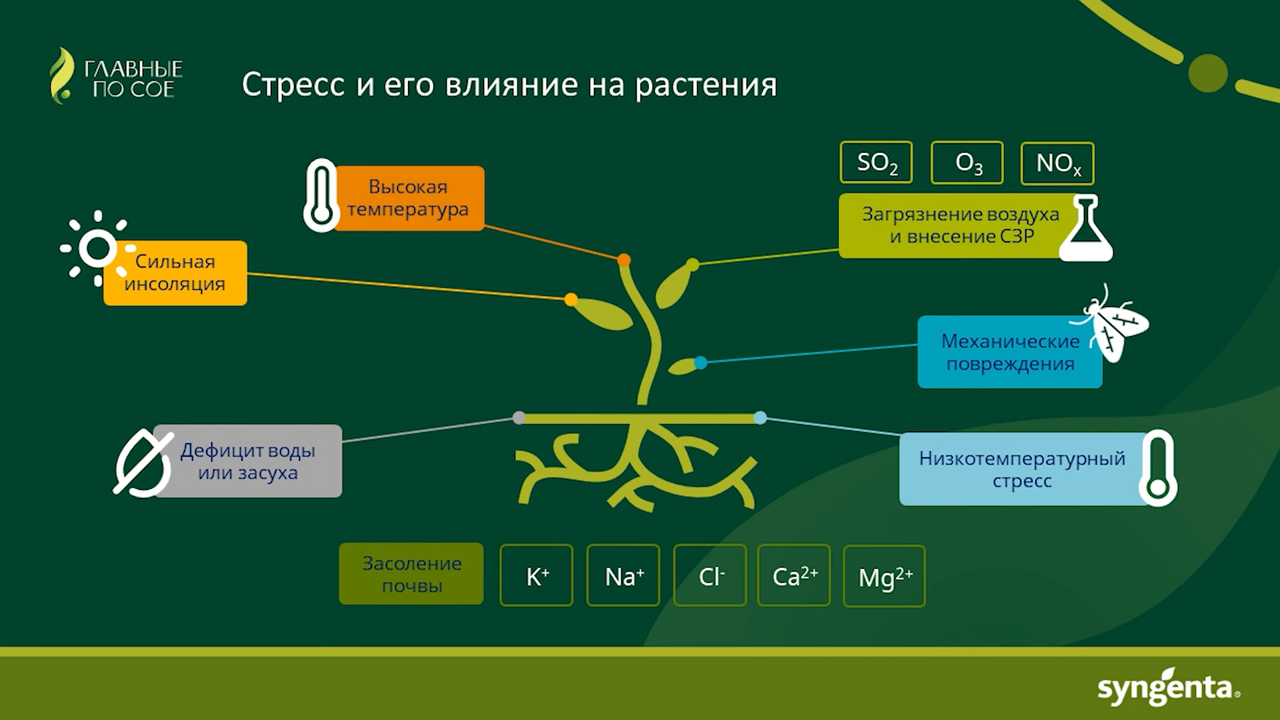 ГЛАВНЫЕ
ПО СОЕ
Стресс и его влияние на растения
SO₂ O₃ NOₓ
Высокая
температура
Загрязнение воздуха
и внесение СЗР
Сильная
инсоляция
Механические
повреждения
Дефицит воды
или засуха
Низкотемпературный
стресс
Засоление
почвы
K⁺ Na⁺ Cl⁻ Ca²⁺ Mg²⁺
syngenta®